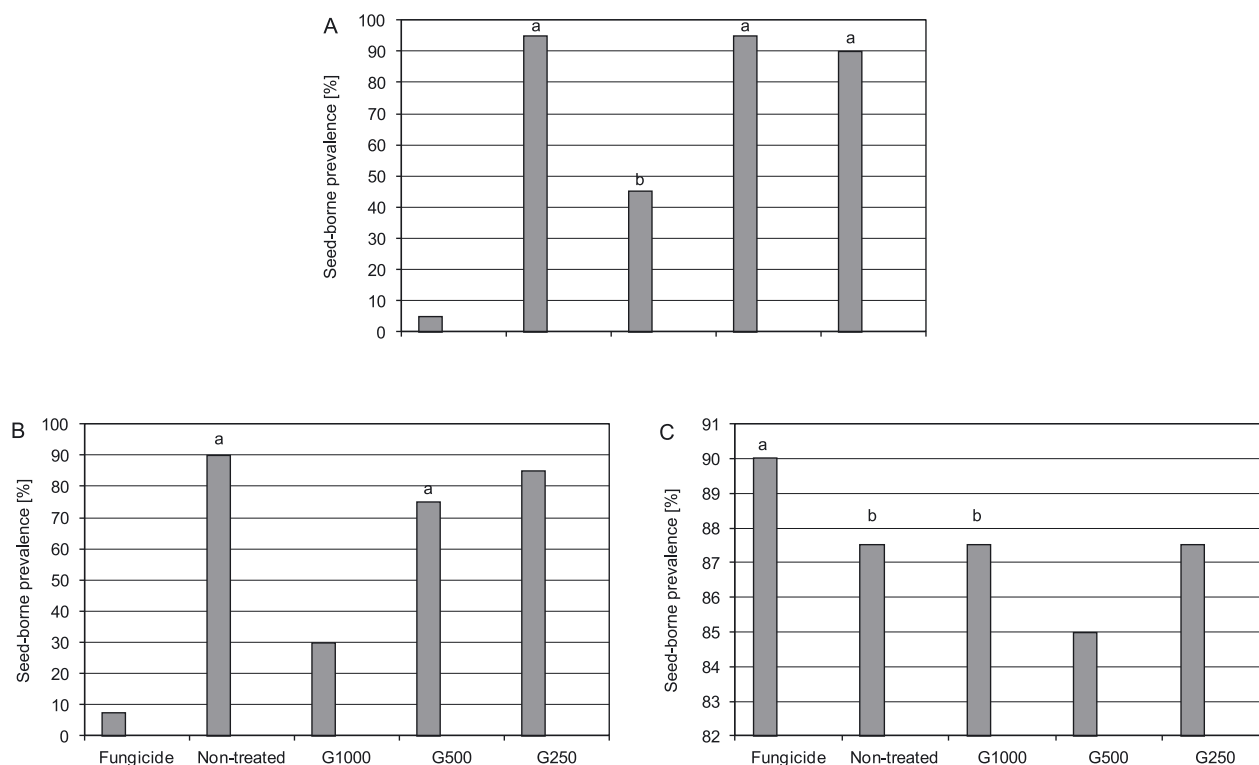 A
Seed-borne prevalence [%]
100
90
80
70
60
50
40
30
20
10
0
a
b
a
a
B
Seed-borne prevalence [%]
100
90
80
70
60
50
40
30
20
10
0
a
a
Fungicide Non-treated G1000 G500 G250
C
Seed-borne prevalence [%]
91
90
89
88
87
86
85
84
83
82
a
b
b
Fungicide Non-treated G1000 G500 G250